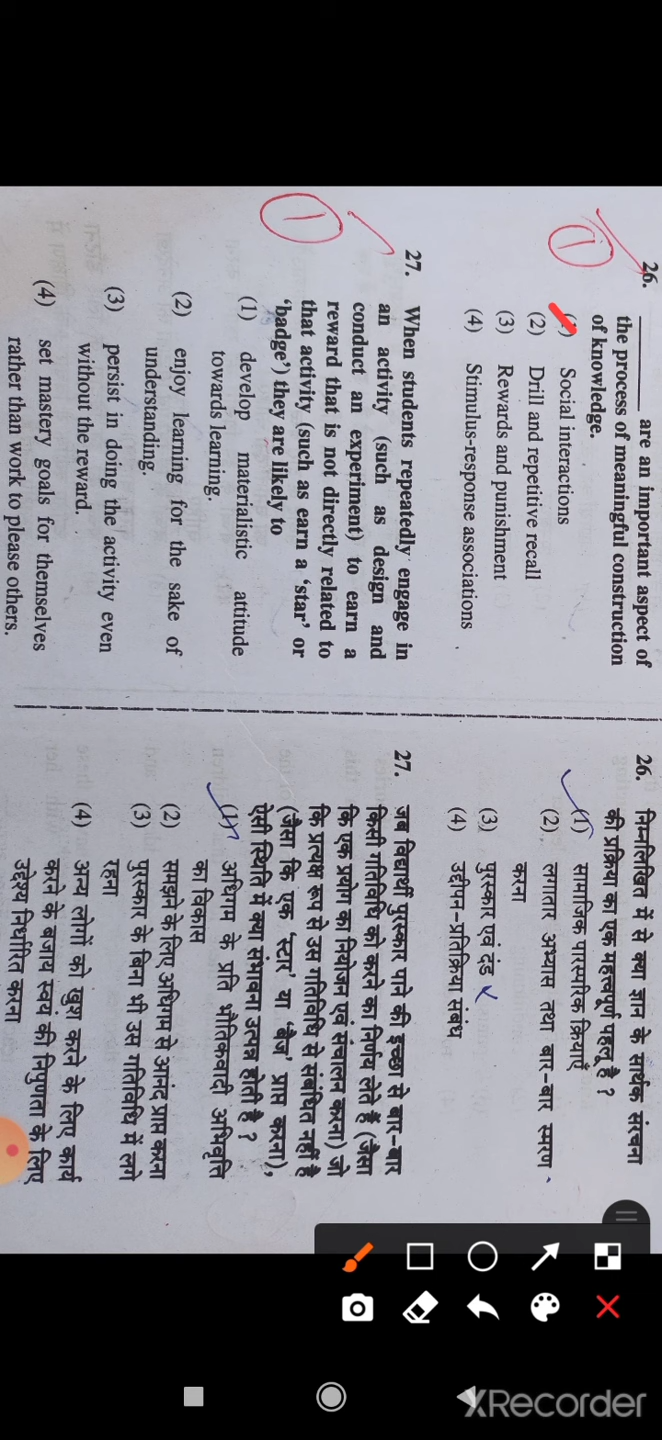 26. ________ are an important aspect of
the process of meaningful construction
of knowledge.
(1) Social interactions
(2) Drill and repetitive recall
(3) Rewards and punishment
(4) Stimulus-response associations
1
27. When students repeatedly engage in
an activity (such as design and
conduct an experiment) to earn a
reward that is not directly related to
that activity (such as earn a ‘star’ or
‘badge’) they are likely to
(1) develop materialistic attitude
towards learning.
(2) enjoy learning for the sake of
understanding.
(3) persist in doing the activity even
without the reward.
(4) set mastery goals for themselves
rather than work to please others.
1
26. निम्नलिखित में से क्या ज्ञान के सार्थक संरचना
की प्रक्रिया का एक महत्त्वपूर्ण पहलू है ?
(1) सामाजिक पारस्परिक क्रियाएँ
(2) लगातार अभ्यास तथा बार-बार स्मरण
करना
(3) पुरस्कार एवं दंड
(4) उद्दीपन-प्रतिक्रिया संबंध
27. जब विद्यार्थी पुरस्कार पाने की इच्छा से बार-बार
किसी गतिविधि को करने का निर्णय लेते हैं (जैसा
कि एक प्रयोग का नियोजन एवं संचालन करना) जो
कि प्रत्यक्ष रूप से उस गतिविधि से संबंधित नहीं है
(जैसा कि एक ‘स्टार’ या ‘बैज’ प्राप्त करना),
ऐसी स्थिति में क्या संभावना उत्पन्न होती है ?
(1) अधिगम के प्रति भौतिकवादी अभिवृत्ति
का विकास
(2) समझने के लिए अधिगम से आनंद प्राप्त करना
(3) पुरस्कार के बिना भी उस गतिविधि में लगे
रहना
(4) अन्य लोगों को खुश करने के लिए कार्य
करने के बजाय स्वयं की निपुणता के लिए
उद्देश्य निर्धारित करना
XRecorder